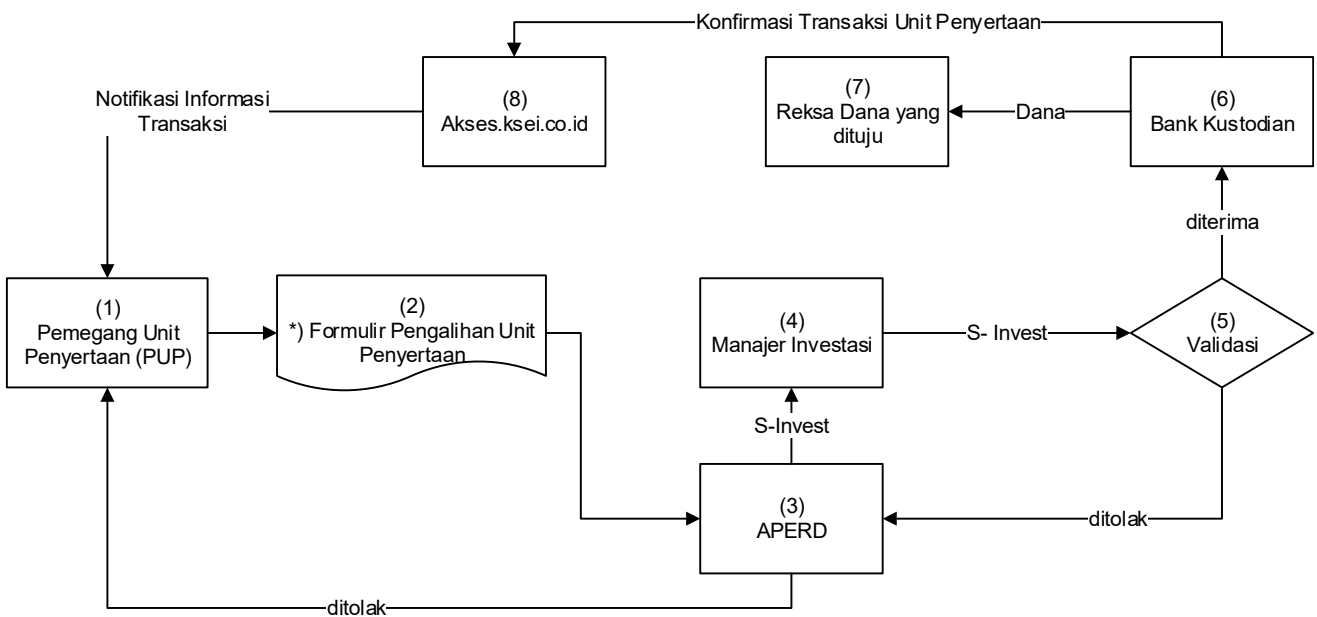 Konfirmasi Transaksi Unit Penyertaan
Notifikasi Informasi
Transaksi
(8)
Akses.ksei.co.id
(7)
Reksa Dana yang
dituju
Dana
(6)
Bank Kustodian
diterima
(1)
Pemegang Unit
Penyertaan (PUP)
(2)
*) Formulir Pengalihan Unit
Penyertaan
(4)
Manajer Investasi
S- Invest
(5)
Validasi
S-Invest
(3)
APERD
ditolak
ditolak